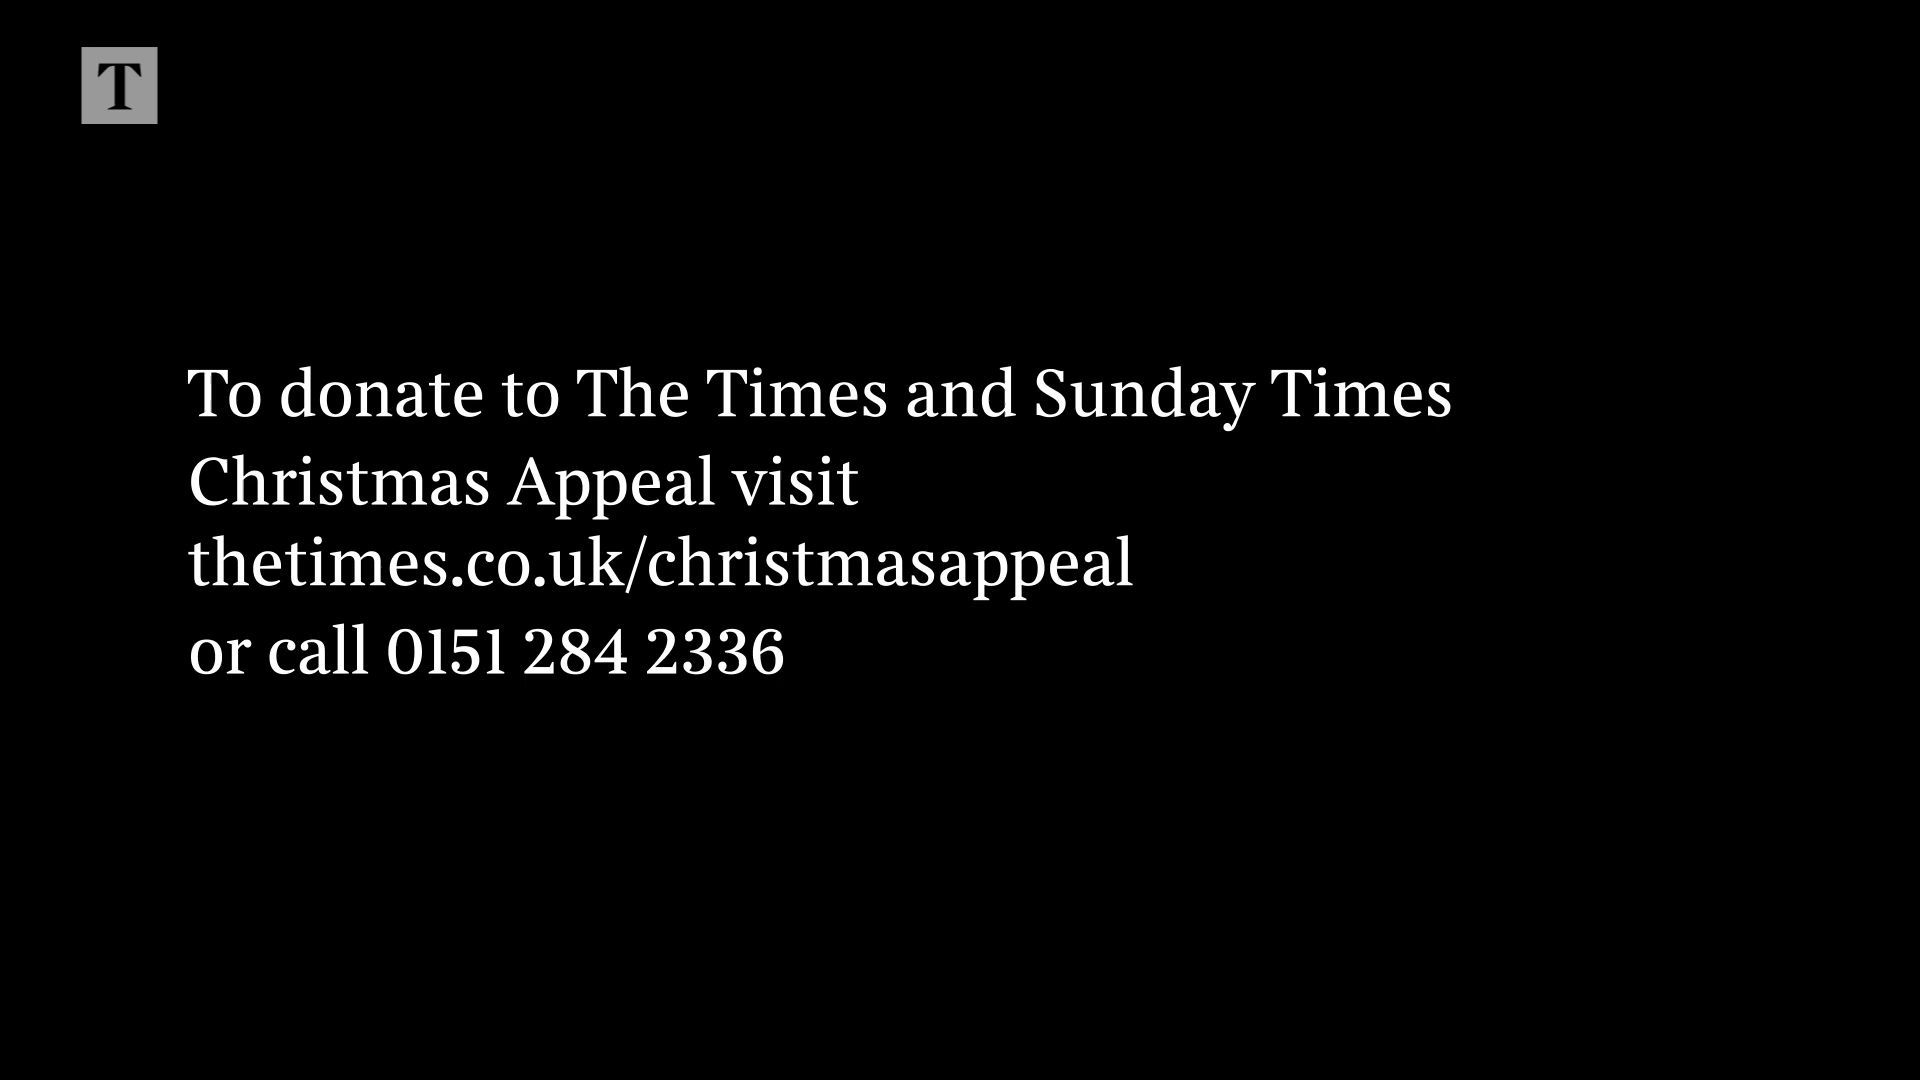 T
To donate to The Times and Sunday Times
Christmas Appeal visit
thetimes.co.uk/christmasappeal
or call 0151 284 2336